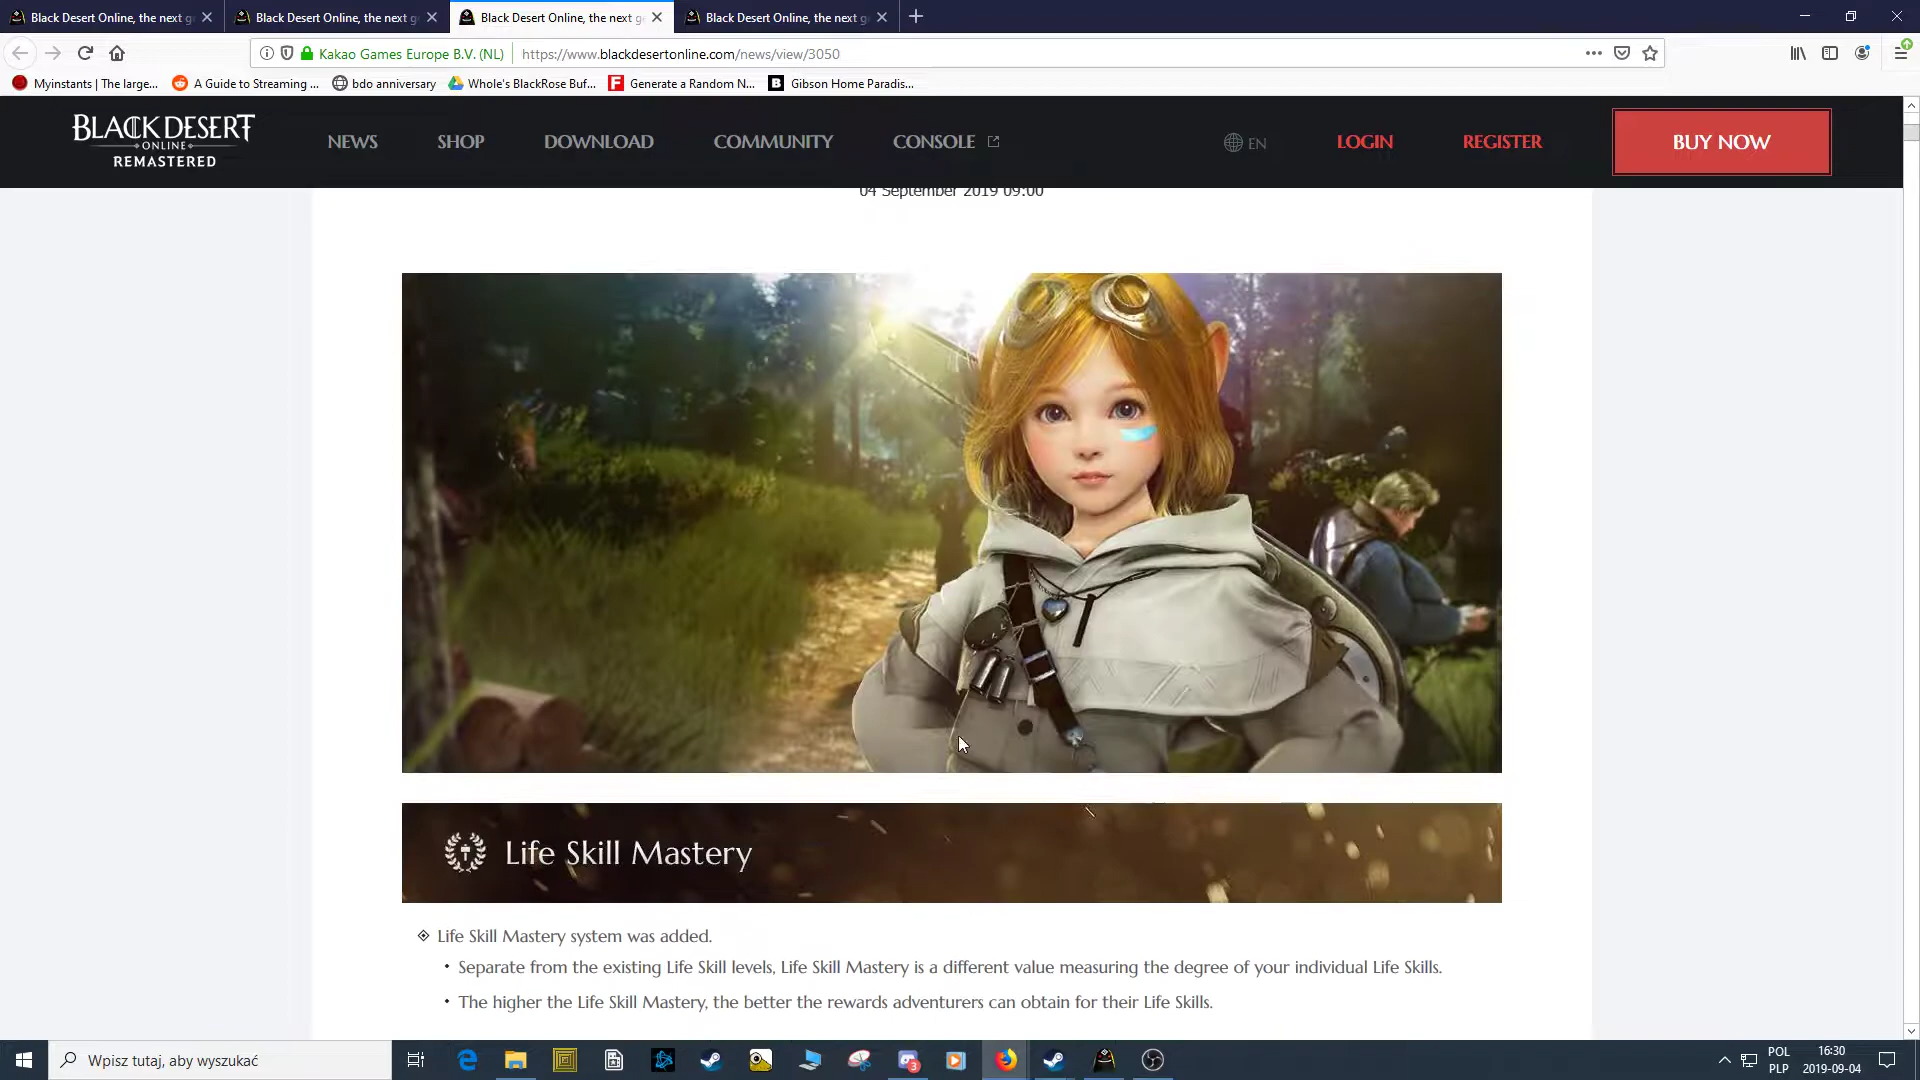 Black Desert Online, the next g
Black Desert Online, the next g
Black Desert Online, the next g
Black Desert Online, the next g
Kakao Games Europe B.V. (NL)
https://www.blackdesertonline.com/news/view/3050
Myinstants | The large...
A Guide to Streaming ...
bdo anniversary
Whole's BlackRose Buf...
Generate a Random N...
Gibson Home Paradis...
BLACK DESERT
ONLINE
REMASTERED
NEWS
SHOP
DOWNLOAD
COMMUNITY
CONSOLE
EN
LOGIN
REGISTER
BUY NOW
04 September 2019 09:00
Life Skill Mastery
Life Skill Mastery system was added.
• Separate from the existing Life Skill levels, Life Skill Mastery is a different value measuring the degree of your individual Life Skills.
• The higher the Life Skill Mastery, the better the rewards adventurers can obtain for their Life Skills.
Wpisz tutaj, aby wyszukać
3
POL
PLP
16:30
2019-09-04